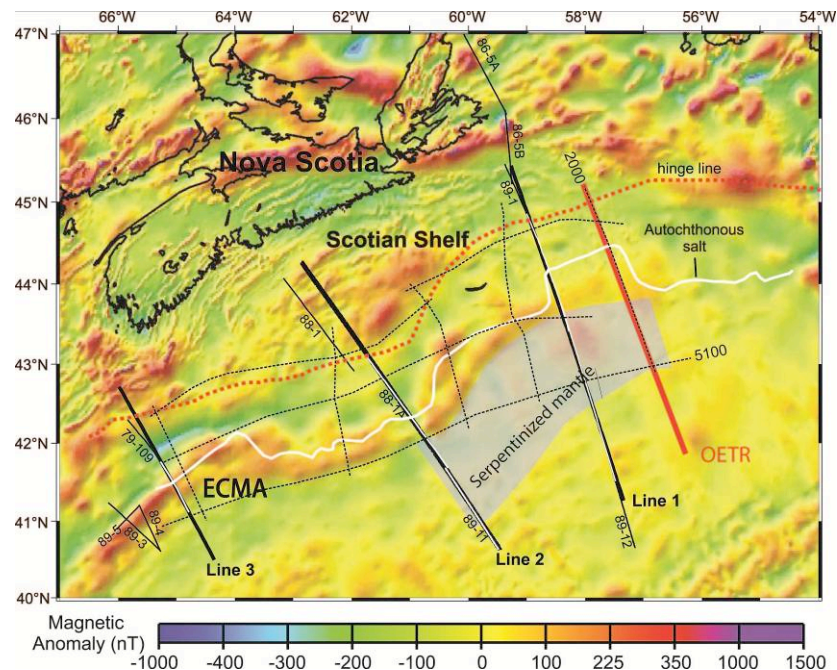 66°W 64°W 62°W 60°W 58°W 56°W 54°W
47°N
46°N
45°N
44°N
43°N
42°N
41°N
40°N
86-5A
86-5B
89-1
2000
hinge line
Nova Scotia
Scotian Shelf
Autochthonous
salt
88-1
88-1A
5100
Serpentinized mantle
79-109
ECMA
OETR
89-5
89-3
89-4
Line 3
89-11
Line 2
Line 1
89-12
Magnetic
Anomaly (nT)
-1000 -400 -300 -200 -100 0 100 225 350 1000 1500